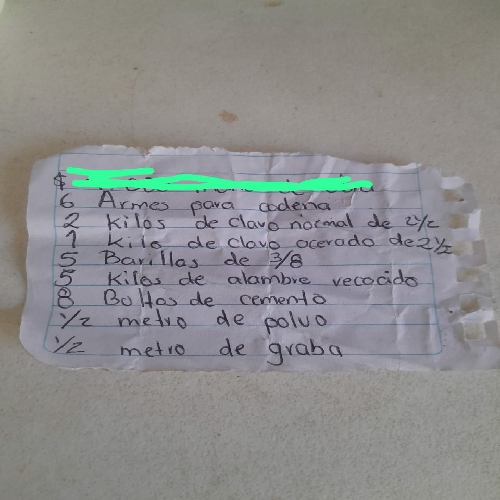 $
6 Armes para cadena
2 Kilos de clavo normal de 2½
1 Kilo de clavo acerado de 2½
5 Barillas de 3/8
5 Kilos de alambre recocido
8 Bultos de cemento
½ metro de polvo
½ metro de graba